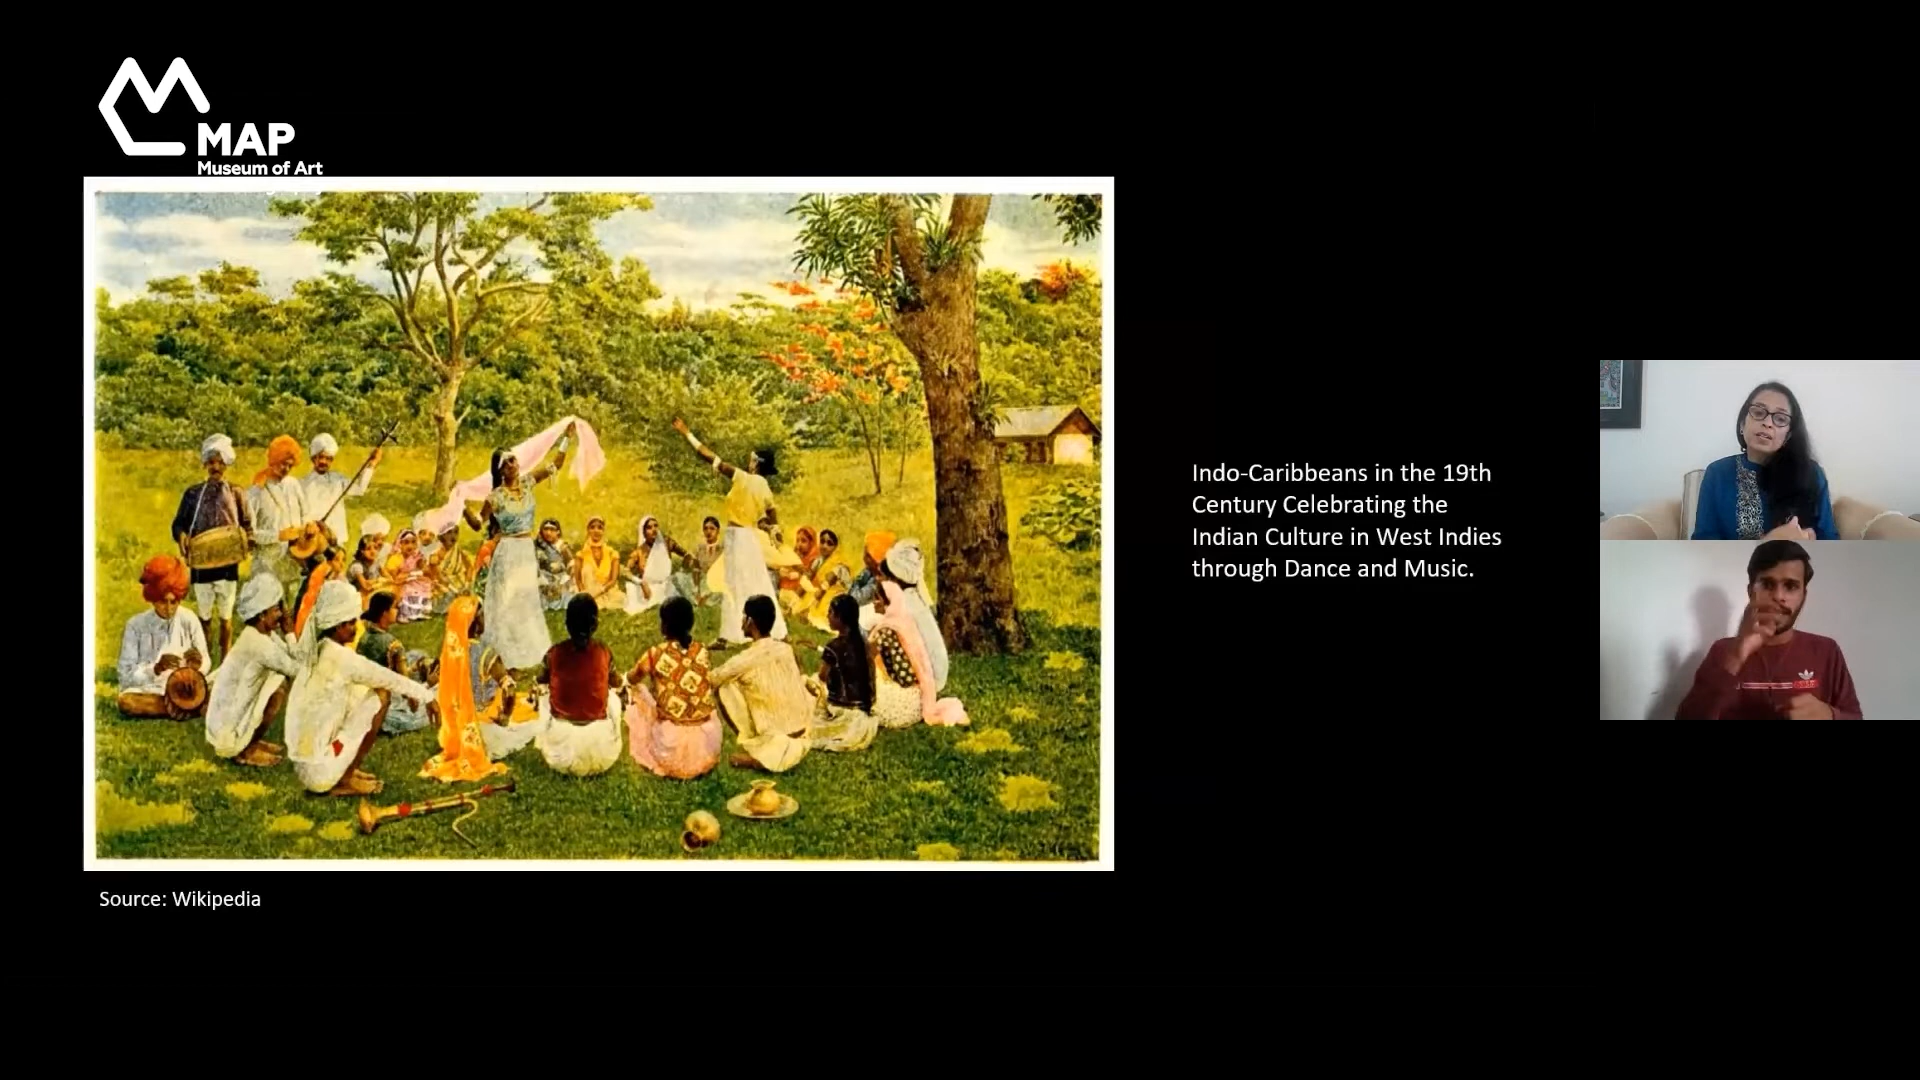 MAP
Museum of Art
Indo-Caribbeans in the 19th
Century Celebrating the
Indian Culture in West Indies
through Dance and Music.
Source: Wikipedia